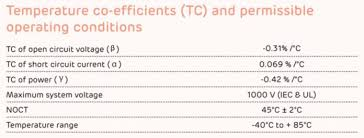 Temperature co-efficients (TC) and permissible
operating conditions
TC of open circuit voltage (β) -0.31% /°C
TC of short circuit current (α) 0.069 % /°C
TC of power (γ) -0.42 % /°C
Maximum system voltage 1000 V (IEC & UL)
NOCT 45°C ± 2°C
Temperature range -40°C to + 85°C